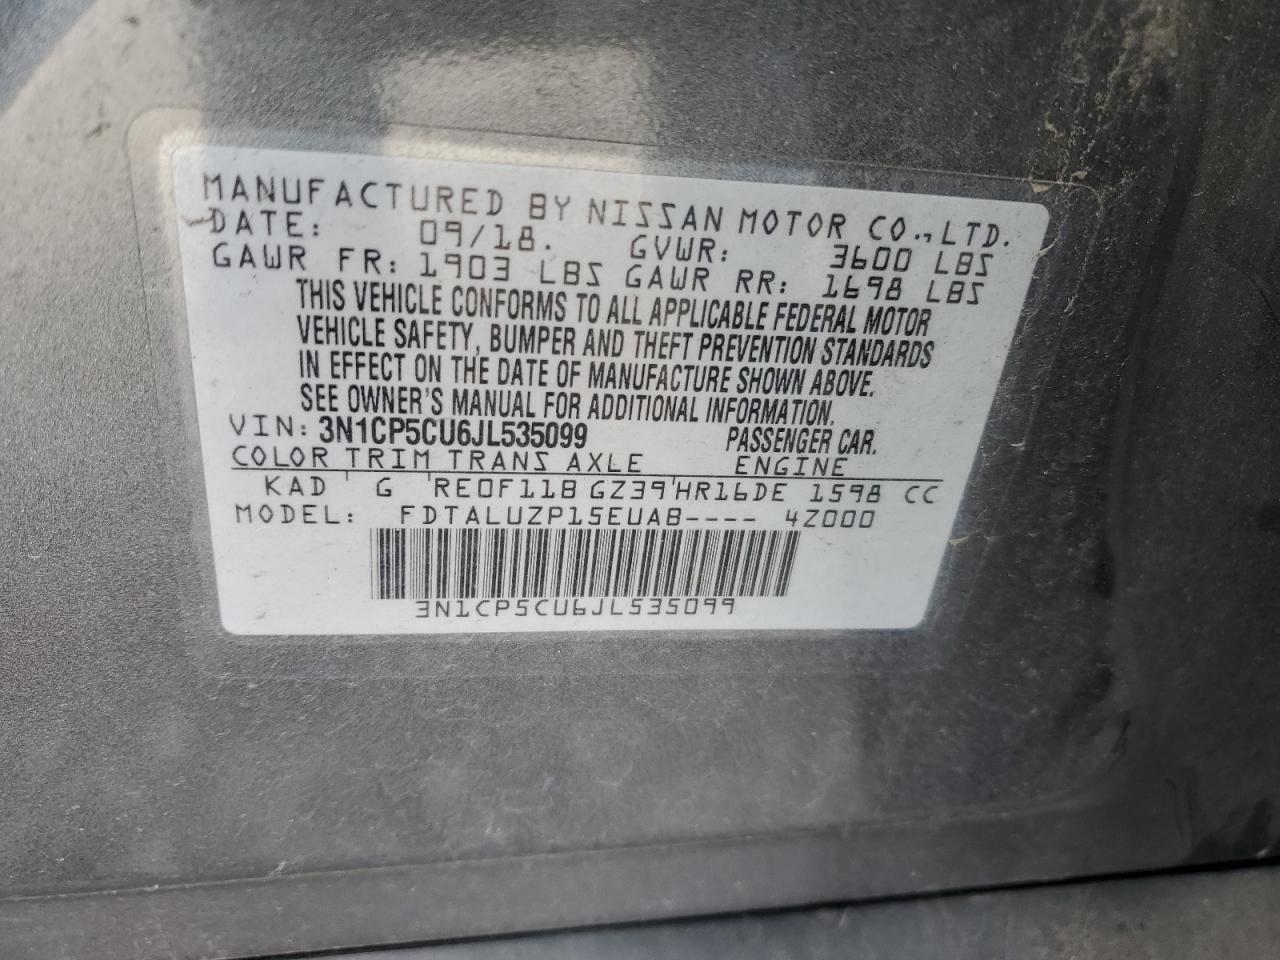 MANUFACTURED BY NISSAN MOTOR CO., LTD.
DATE: 09/18. GVWR: 3600 LBS
GAWR FR: 1903 LBS GAWR RR: 1698 LBS
THIS VEHICLE CONFORMS TO ALL APPLICABLE FEDERAL MOTOR
VEHICLE SAFETY, BUMPER AND THEFT PREVENTION STANDARDS
IN EFFECT ON THE DATE OF MANUFACTURE SHOWN ABOVE.
SEE OWNER'S MANUAL FOR ADDITIONAL INFORMATION.
VIN: 3N1CP5CU6JL535099 PASSENGER CAR.
COLOR TRIM TRANS AXLE ENGINE
KAD G RE0F11B GZ39 HR16DE 1598 CC
MODEL: FDTALUZP15EUAB---- 4Z000
3N1CP5CU6JL535099